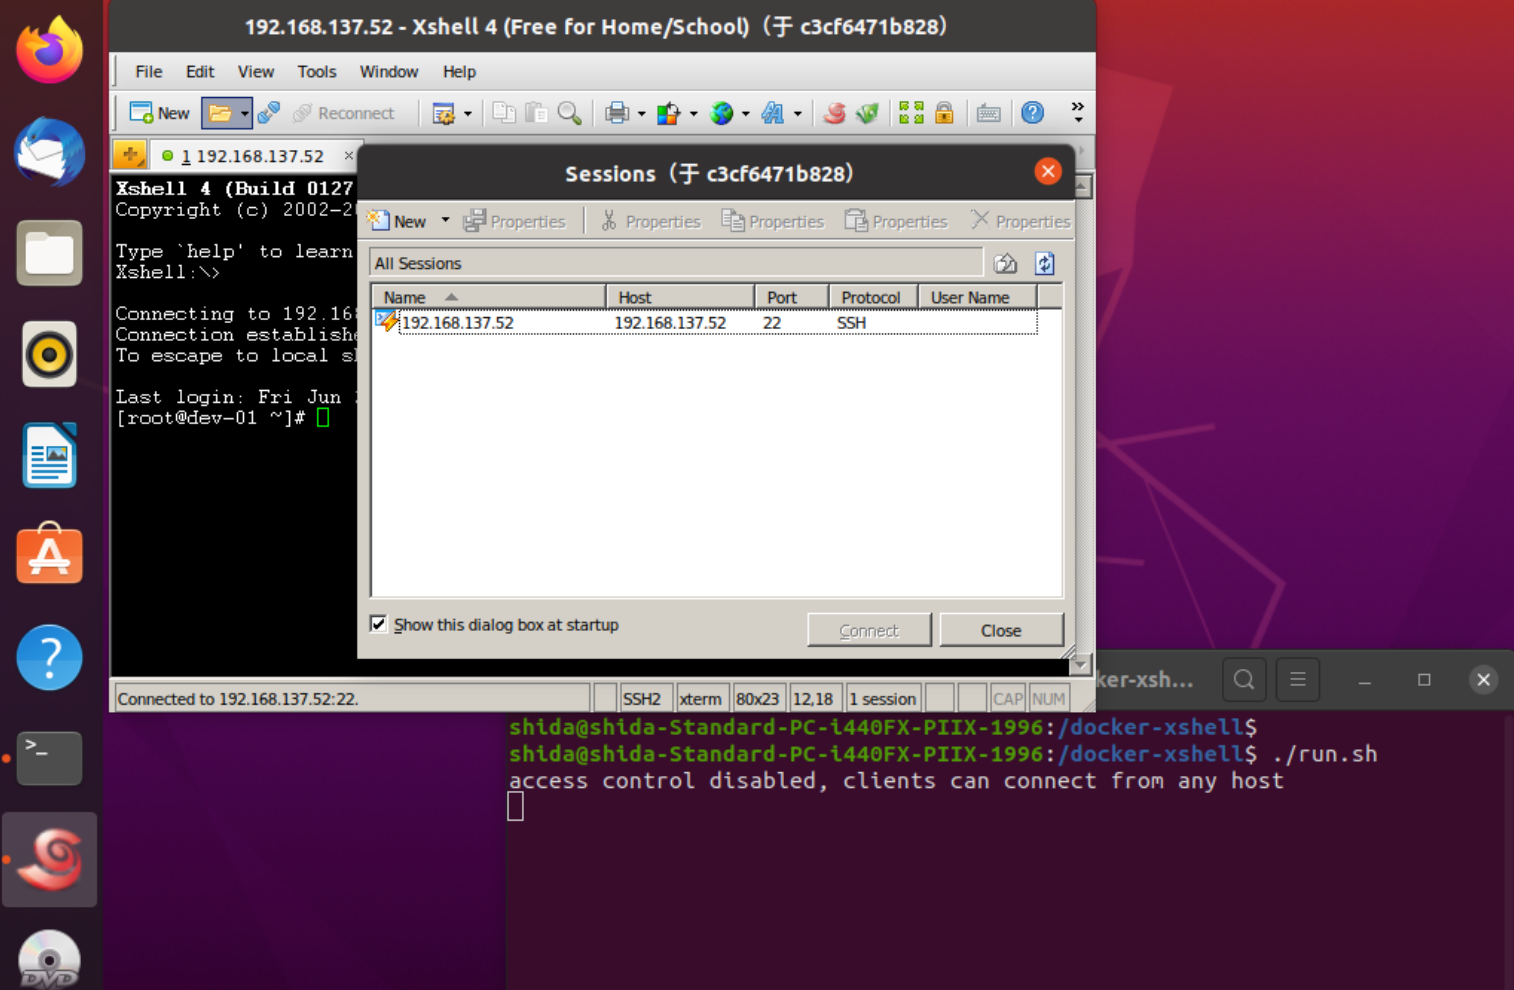 192.168.137.52 - Xshell 4 (Free for Home/School)（于 c3cf6471b828）
File Edit View Tools Window Help
New Reconnect
1 192.168.137.52
Xshell 4 (Build 0127
Copyright (c) 2002-2
Type `help' to learn
Xshell:\>
Connecting to 192.16
Connection establish
To escape to local s
Last login: Fri Jun
[root@dev-01 ~]#
Sessions（于 c3cf6471b828）
New Properties Properties Properties Properties Properties
All Sessions
Name Host Port Protocol User Name
192.168.137.52 192.168.137.52 22 SSH
Show this dialog box at startup
Connect Close
Connected to 192.168.137.52:22. SSH2 xterm 80x23 12,18 1 session CAP NUM
ker-xsh...
shida@shida-Standard-PC-i440FX-PIIX-1996:/docker-xshell$
shida@shida-Standard-PC-i440FX-PIIX-1996:/docker-xshell$ ./run.sh
access control disabled, clients can connect from any host
>_
DVD